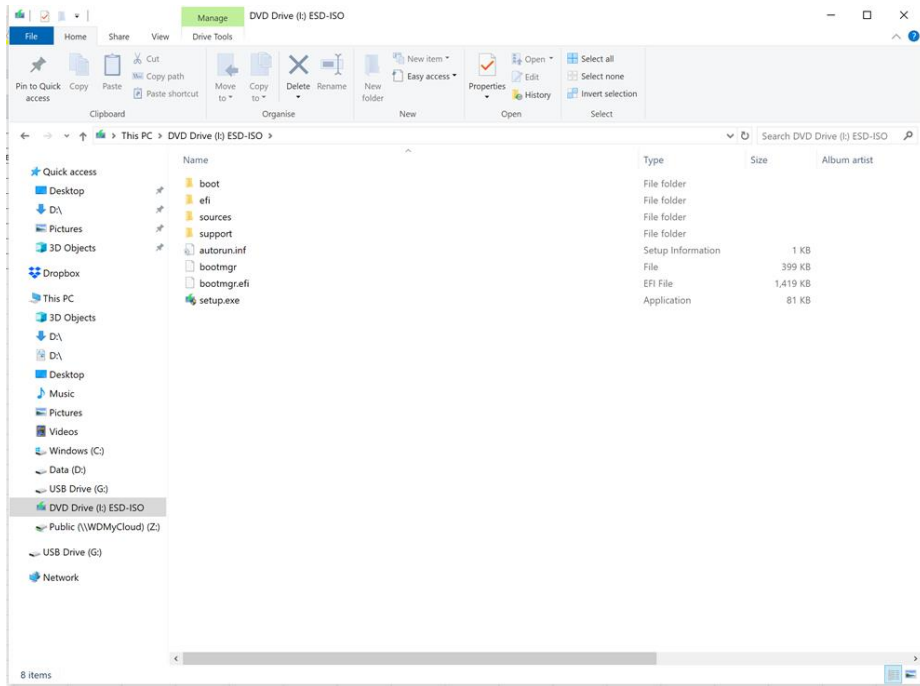 Manage
DVD Drive (I:) ESD-ISO
File
Home
Share
View
Drive Tools
Pin to Quick access
Copy
Paste
Cut
Copy path
Paste shortcut
Clipboard
Move to
Copy to
Delete
Rename
Organise
New folder
New item
Easy access
New
Properties
Open
Edit
History
Open
Select all
Select none
Invert selection
Select
This PC
DVD Drive (I:) ESD-ISO
Search DVD Drive (I:) ESD-ISO
Name
Type
Size
Album artist
boot
File folder
efi
File folder
sources
File folder
support
File folder
autorun.inf
Setup Information
1 KB
bootmgr
File
399 KB
bootmgr.efi
EFI File
1,419 KB
setup.exe
Application
81 KB
Quick access
Desktop
D:\
Pictures
3D Objects
Dropbox
This PC
3D Objects
D:\
D:\
Desktop
Music
Pictures
Videos
Windows (C:)
Data (D:)
USB Drive (G:)
DVD Drive (I:) ESD-ISO
Public (\\WDMyCloud) (Z:)
USB Drive (G:)
Network
8 items